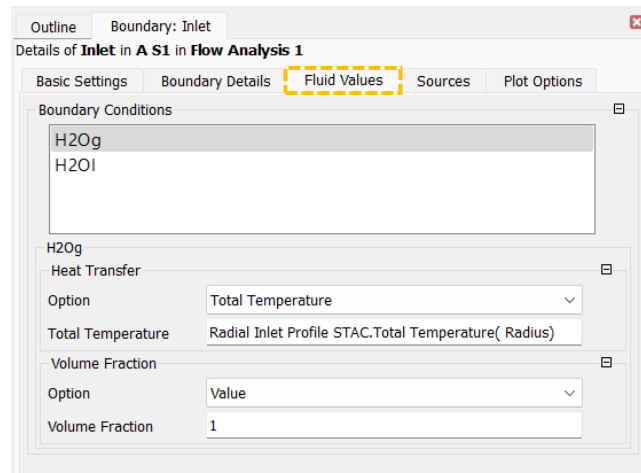 Outline Boundary: Inlet
Details of Inlet in A S1 in Flow Analysis 1
Basic Settings Boundary Details Fluid Values Sources Plot Options
Boundary Conditions
H2Og
H2Ol
H2Og
Heat Transfer
Option Total Temperature
Total Temperature Radial Inlet Profile STAC.Total Temperature( Radius)
Volume Fraction
Option Value
Volume Fraction 1